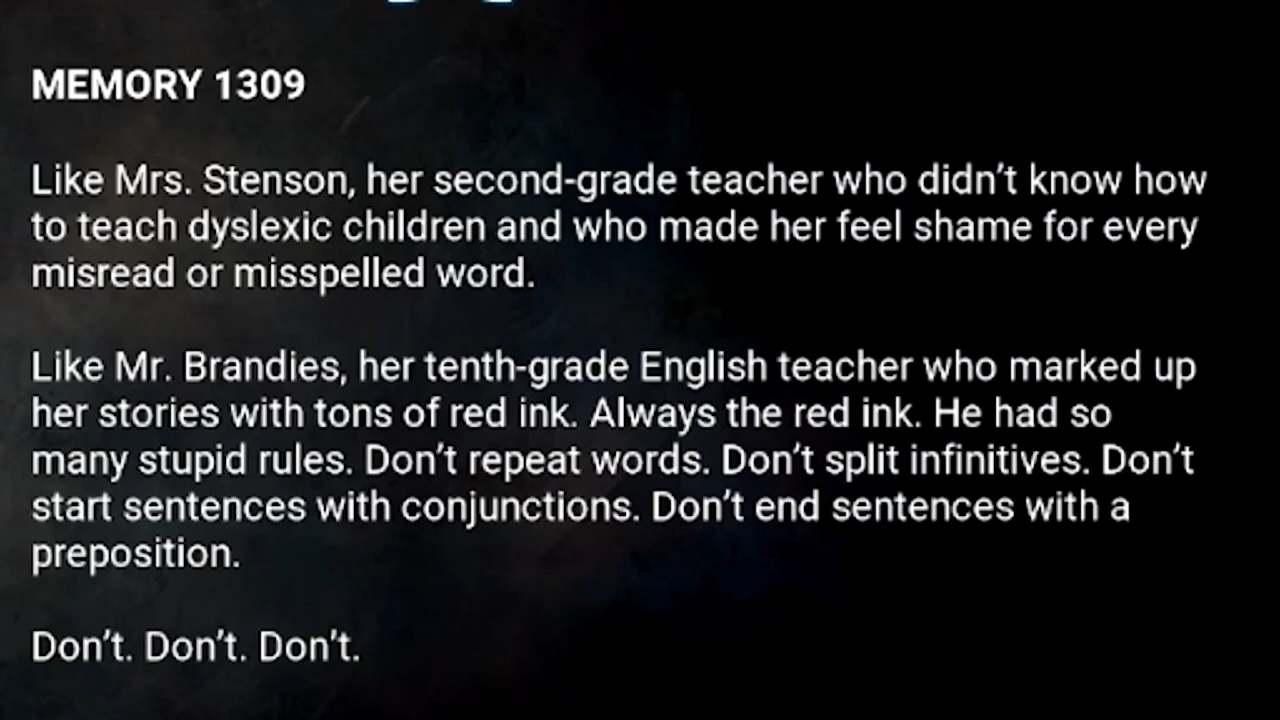 MEMORY 1309
Like Mrs. Stenson, her second-grade teacher who didn’t know how
to teach dyslexic children and who made her feel shame for every
misread or misspelled word.
Like Mr. Brandies, her tenth-grade English teacher who marked up
her stories with tons of red ink. Always the red ink. He had so
many stupid rules. Don’t repeat words. Don’t split infinitives. Don’t
start sentences with conjunctions. Don’t end sentences with a
preposition.
Don’t. Don’t. Don’t.